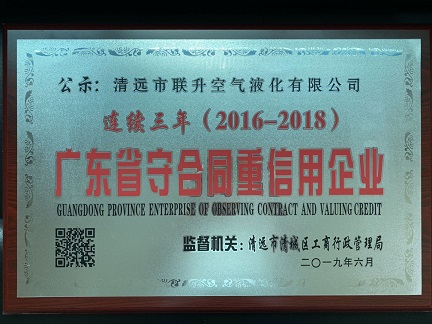 公示：清远市联升空气液化有限公司
连续三年（2016-2018）
广东省守合同重信用企业
GUANGDONG PROVINCE ENTERPRISE OF OBSERVING CONTRACT AND VALUING CREDIT
监督机关：清远市清城区工商行政管理局
二〇一九年六月